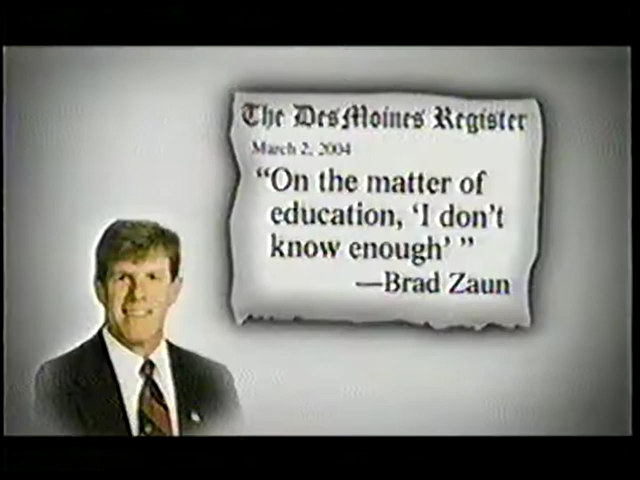 The Des Moines Register
March 2, 2004
“On the matter of
education, ‘I don’t
know enough’ ”
—Brad Zaun